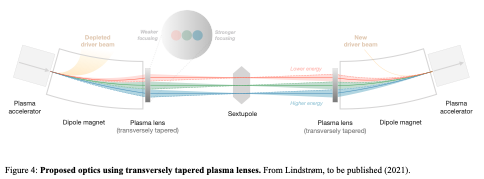 Weaker focusing
Stronger focusing
Depleted driver beam
New driver beam
Lower energy
Higher energy
Plasma accelerator
Dipole magnet
Plasma lens
(transversely tapered)
Sextupole
Plasma lens
(transversely tapered)
Dipole magnet
Plasma accelerator
Figure 4: Proposed optics using transversely tapered plasma lenses. From Lindstrøm, to be published (2021).